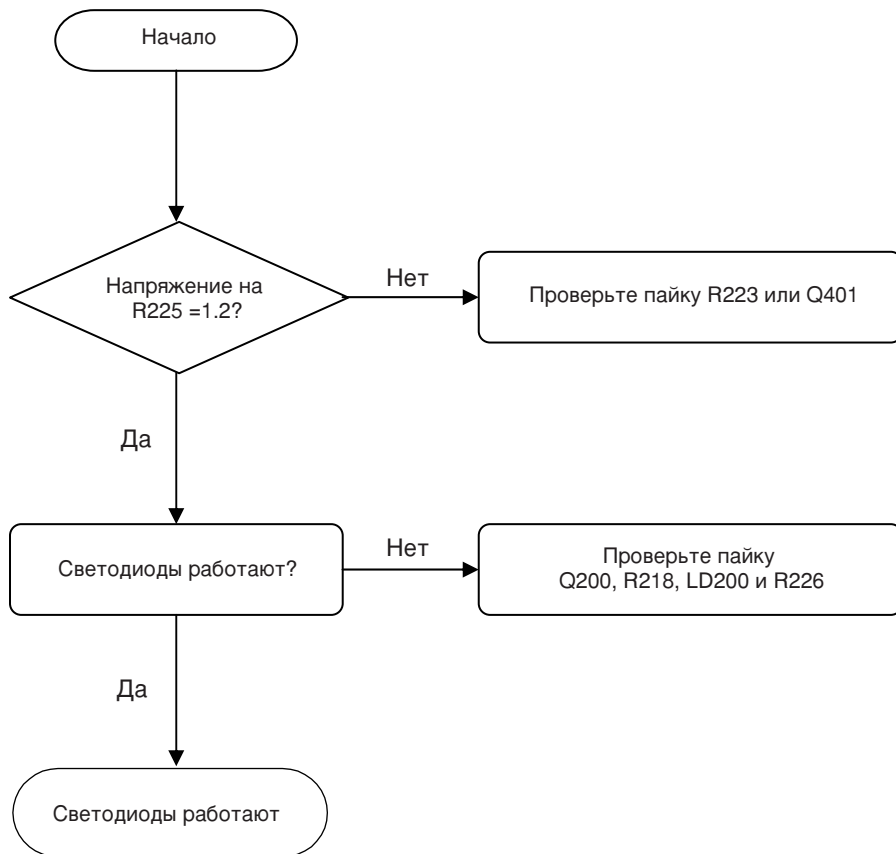 Начало
Напряжение на
R225 =1.2?
Нет
Проверьте пайку R223 или Q401
Да
Светодиоды работают?
Нет
Проверьте пайку
Q200, R218, LD200 и R226
Да
Светодиоды работают